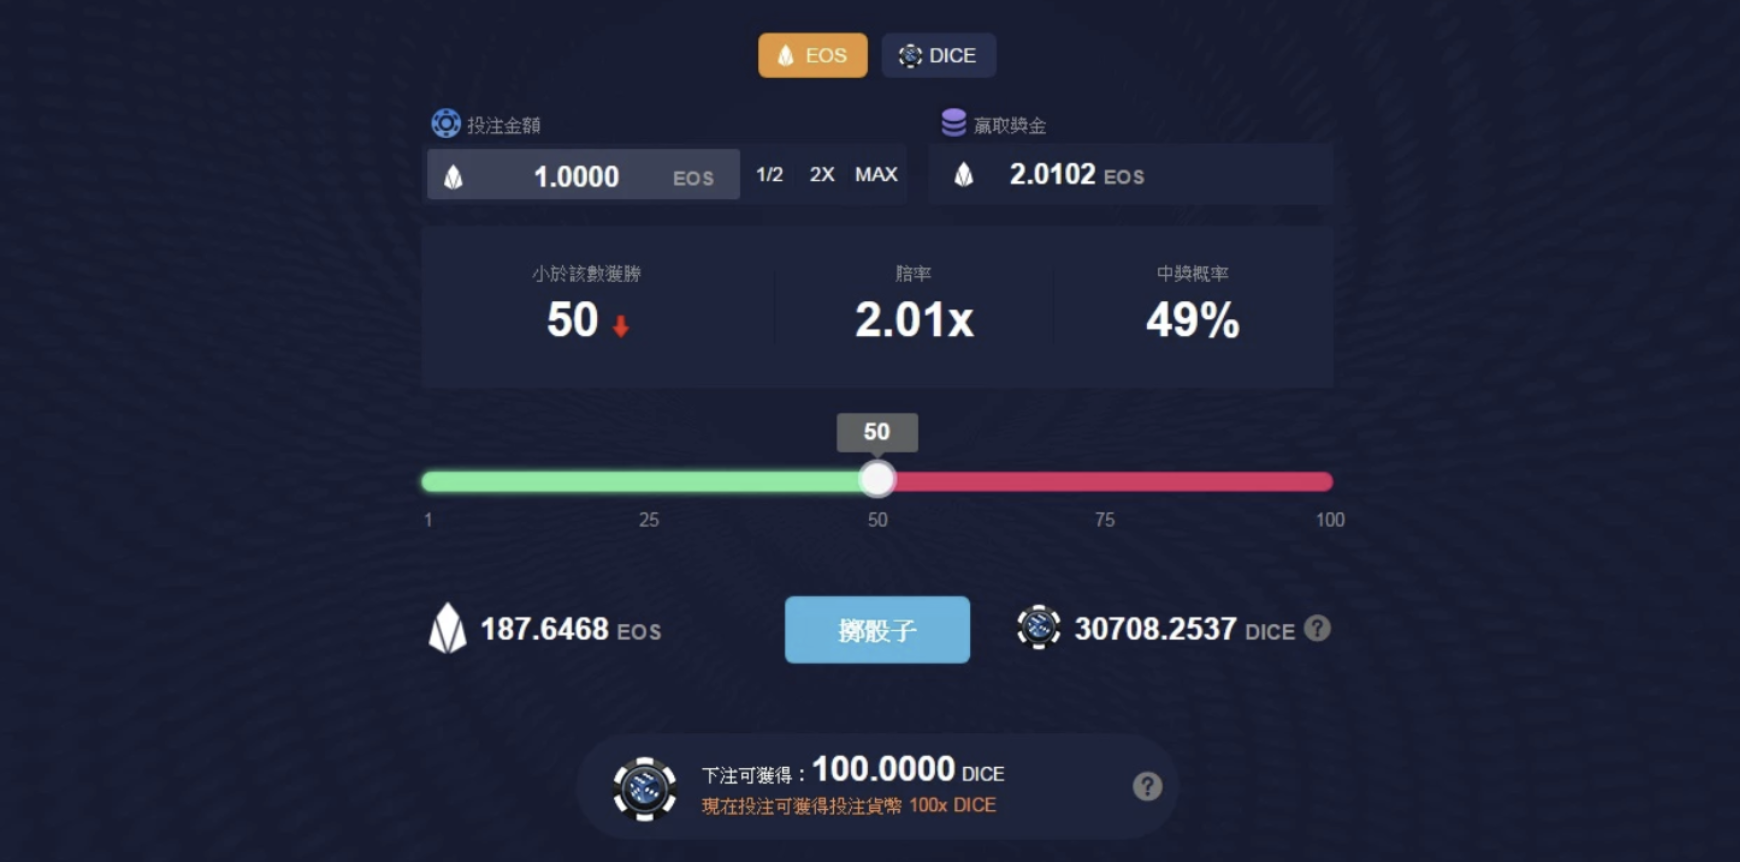 EOS DICE
投注金額 贏取獎金
1.0000 EOS 1/2 2X MAX 2.0102 EOS
小於該數獲勝 賠率 中獎概率
50 2.01x 49%
50
1 25 50 75 100
187.6468 EOS 擲骰子 30708.2537 DICE ?
下注可獲得：100.0000 DICE ?
現在投注可獲得投注貨幣 100x DICE